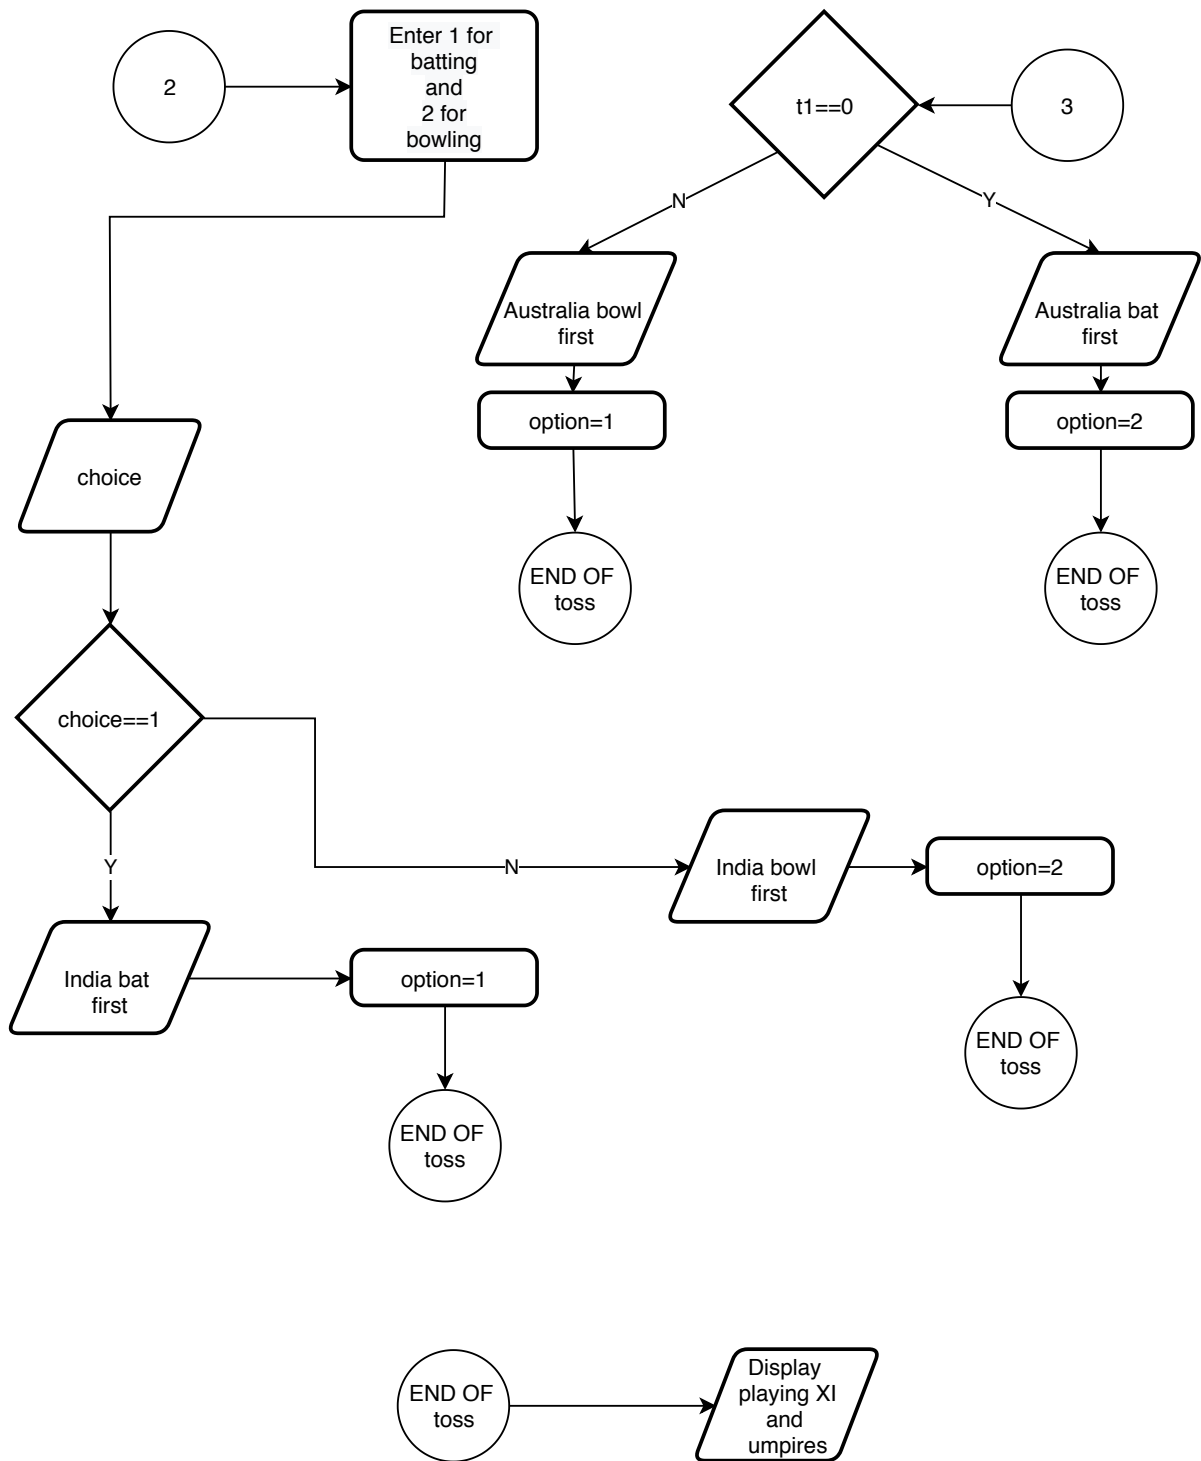 2
Enter 1 for
batting
and
2 for
bowling
t1==0
3
N
Y
Australia bowl
first
Australia bat
first
option=1
option=2
choice
END OF
toss
END OF
toss
choice==1
Y
N
India bowl
first
option=2
India bat
first
option=1
END OF
toss
END OF
toss
END OF
toss
Display
playing XI
and
umpires